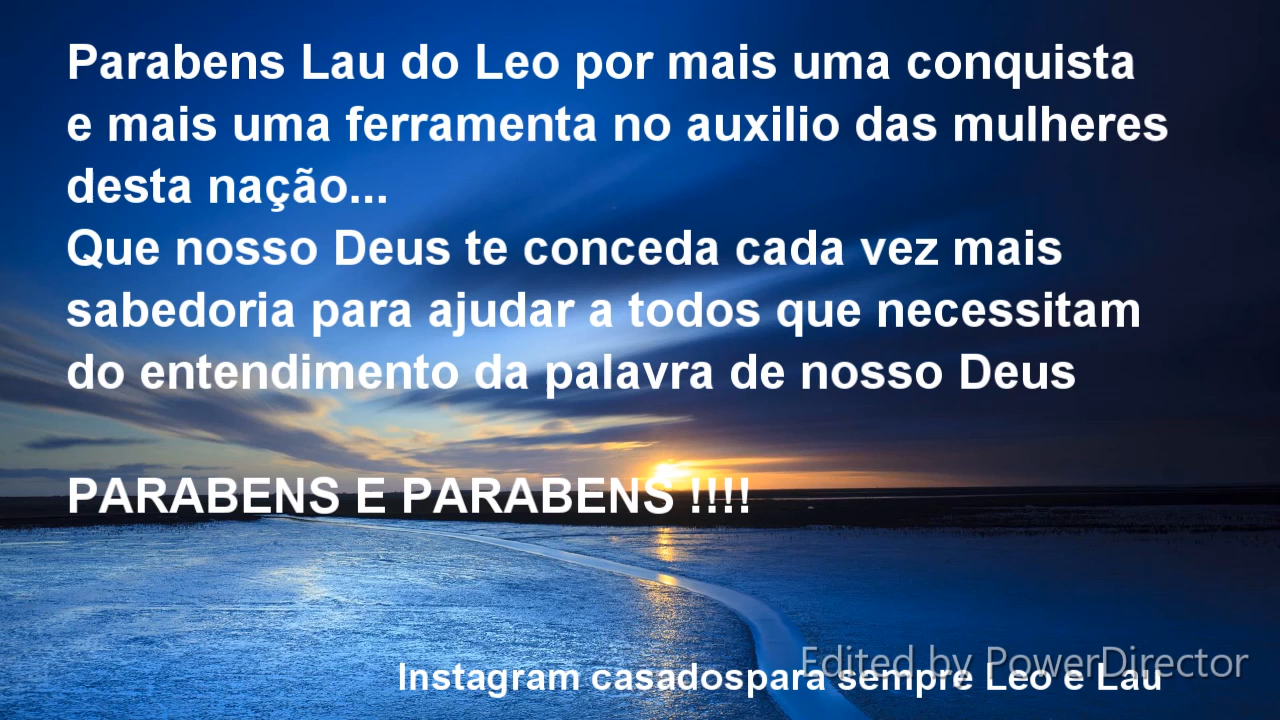 Parabens Lau do Leo por mais uma conquista
e mais uma ferramenta no auxilio das mulheres
desta nação...
Que nosso Deus te conceda cada vez mais
sabedoria para ajudar a todos que necessitam
do entendimento da palavra de nosso Deus
PARABENS E PARABENS !!!!
Edited by PowerDirector
Instagram casadospara sempre Leo e Lau